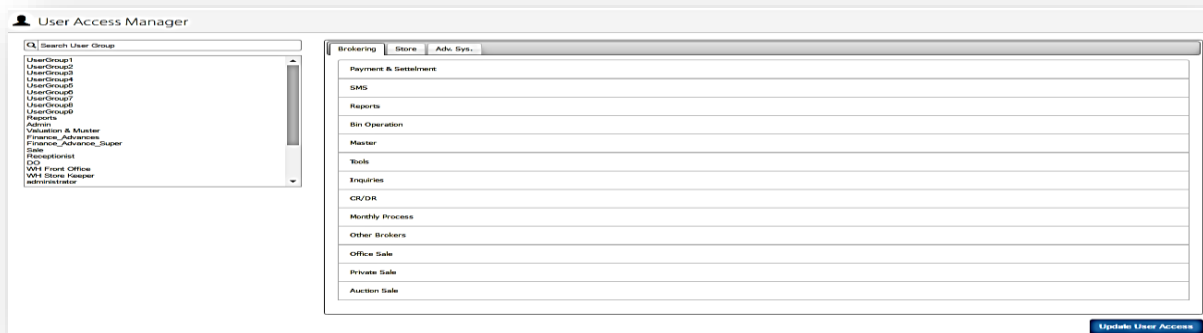 User Access Manager
Search User Group
UserGroup1
UserGroup2
UserGroup3
UserGroup4
UserGroup5
UserGroup6
UserGroup7
UserGroup8
UserGroup9
Reports
Admin
Valuation & Muster
Finance_Advances
Finance_Advance_Super
Sale
Receptionist
DO
WH Front Office
WH Store Keeper
administrator
Brokering Store Adv. Sys...
Payment & Settelment
SMS
Reports
Bin Operation
Master
Tools
Inquiries
CR/DR
Monthly Process
Other Brokers
Office Sale
Private Sale
Auction Sale
Update User Access